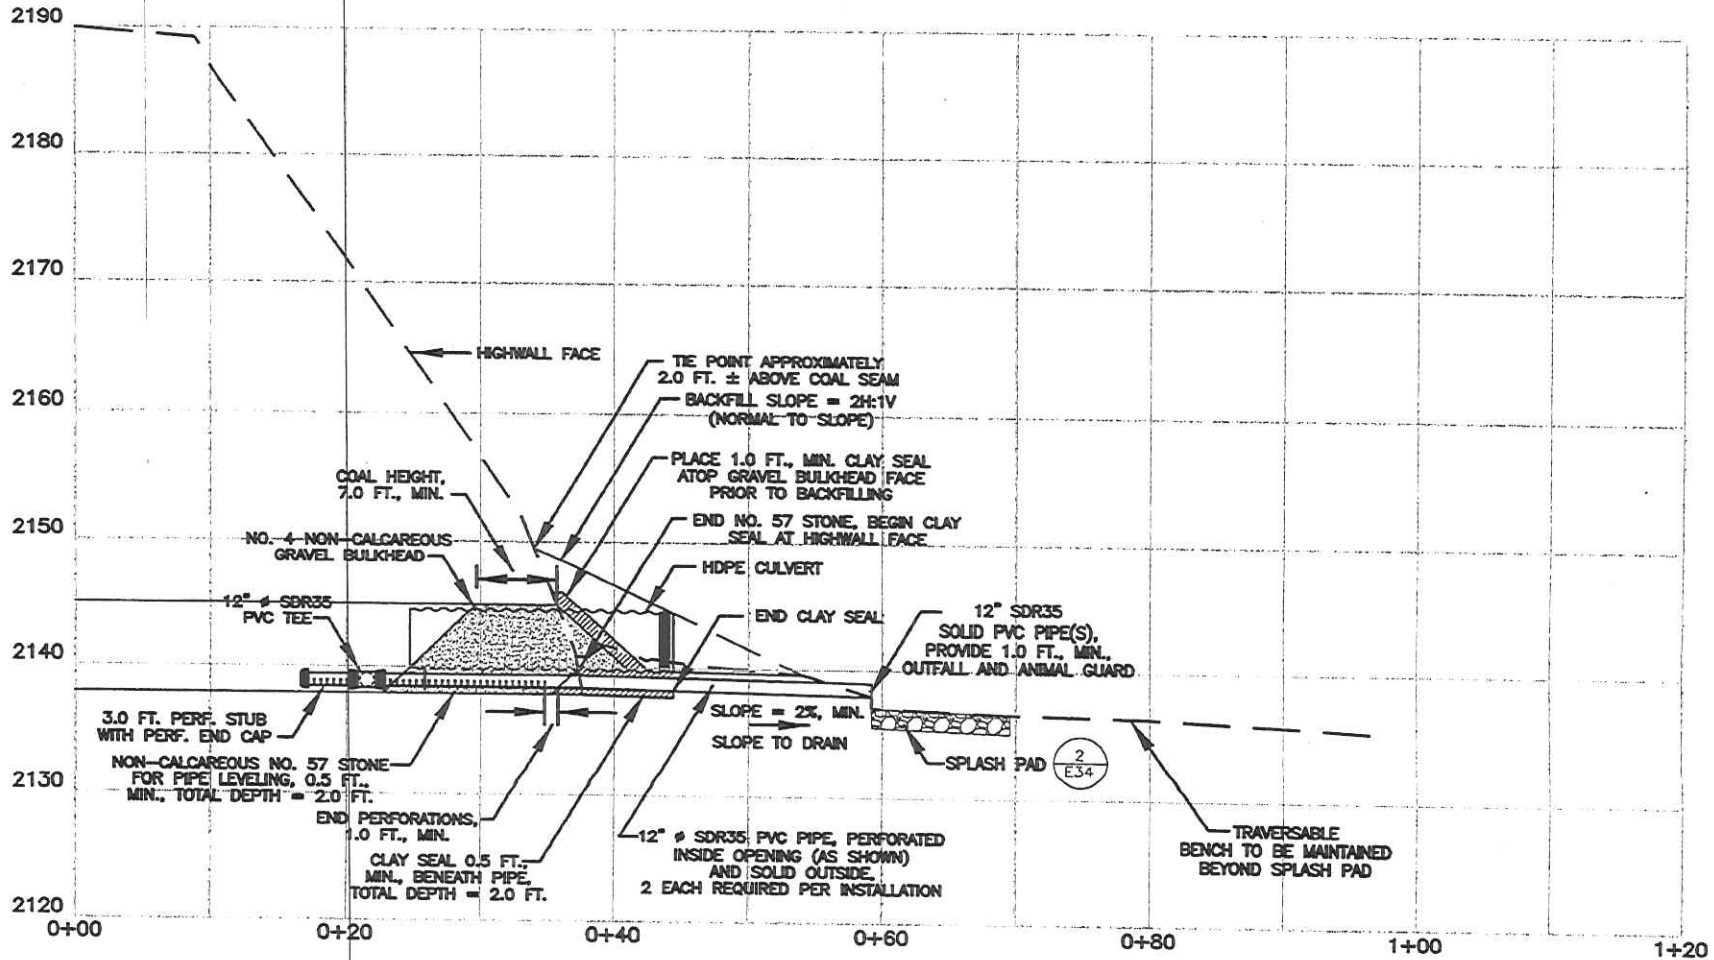 2190
2180
2170
2160
2150
2140
2130
2120
HIGHWALL FACE
TIE POINT APPROXIMATELY
2.0 FT. ± ABOVE COAL SEAM
BACKFILL SLOPE = 2H:1V
(NORMAL TO SLOPE)
PLACE 1.0 FT., MIN. CLAY SEAL
ATOP GRAVEL BULKHEAD FACE
PRIOR TO BACKFILLING
COAL HEIGHT,
7.0 FT., MIN.
END NO. 57 STONE, BEGIN CLAY
SEAL AT HIGHWALL FACE
NO. 4 NON-CALCAREOUS
GRAVEL BULKHEAD
HDPE CULVERT
12" ø SDR35
PVC TEE
END CLAY SEAL
12" SDR35
SOLID PVC PIPE(S),
PROVIDE 1.0 FT., MIN.,
OUTFALL AND ANIMAL GUARD
3.0 FT. PERF. STUB
WITH PERF. END CAP
SLOPE = 2%, MIN.
SLOPE TO DRAIN
NON-CALCAREOUS NO. 57 STONE
FOR PIPE LEVELING, 0.5 FT.,
MIN., TOTAL DEPTH = 2.0 FT.
SPLASH PAD
2
E34
END PERFORATIONS,
1.0 FT., MIN.
CLAY SEAL 0.5 FT.,
MIN., BENEATH PIPE,
TOTAL DEPTH = 2.0 FT.
12" ø SDR35 PVC PIPE, PERFORATED
INSIDE OPENING (AS SHOWN)
AND SOLID OUTSIDE.
2 EACH REQUIRED PER INSTALLATION
TRAVERSABLE
BENCH TO BE MAINTAINED
BEYOND SPLASH PAD
0+00
0+20
0+40
0+60
0+80
1+00
1+20